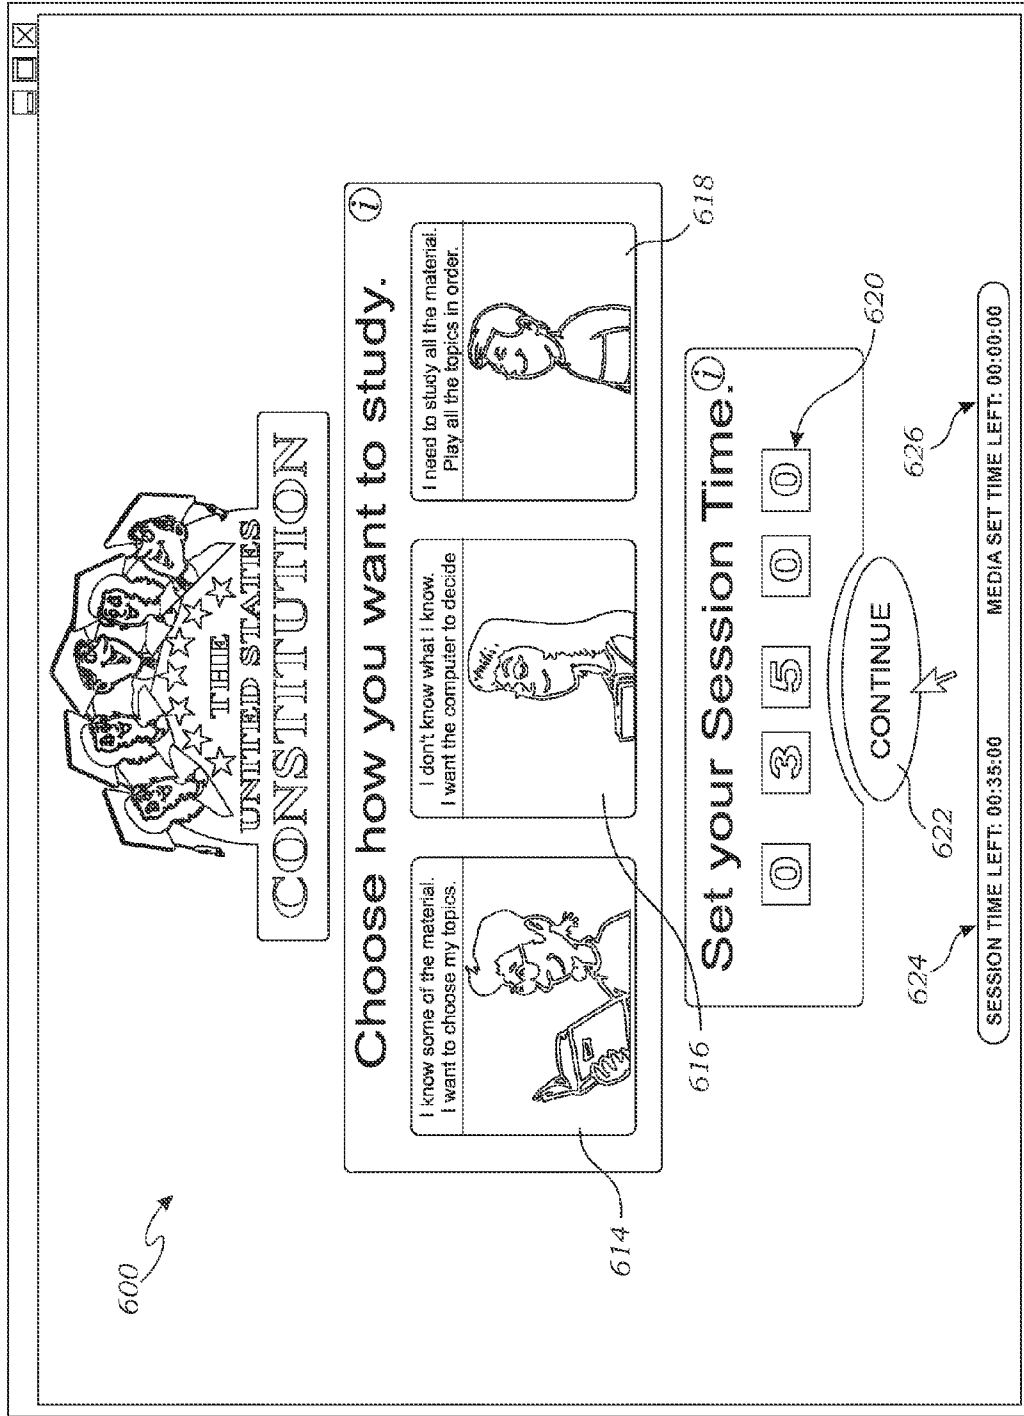 600
THE
UNITED STATES
CONSTITUTION
Choose how you want to study. i
I know some of the material.
I want to choose my topics.
I don't know what I know.
I want the computer to decide
I need to study all the material.
Play all the topics in order.
614
616
618
Set your Session Time. i
0 3 5 0 0
620
CONTINUE
622
624
626
SESSION TIME LEFT: 00:35:00 MEDIA SET TIME LEFT: 00:00:00